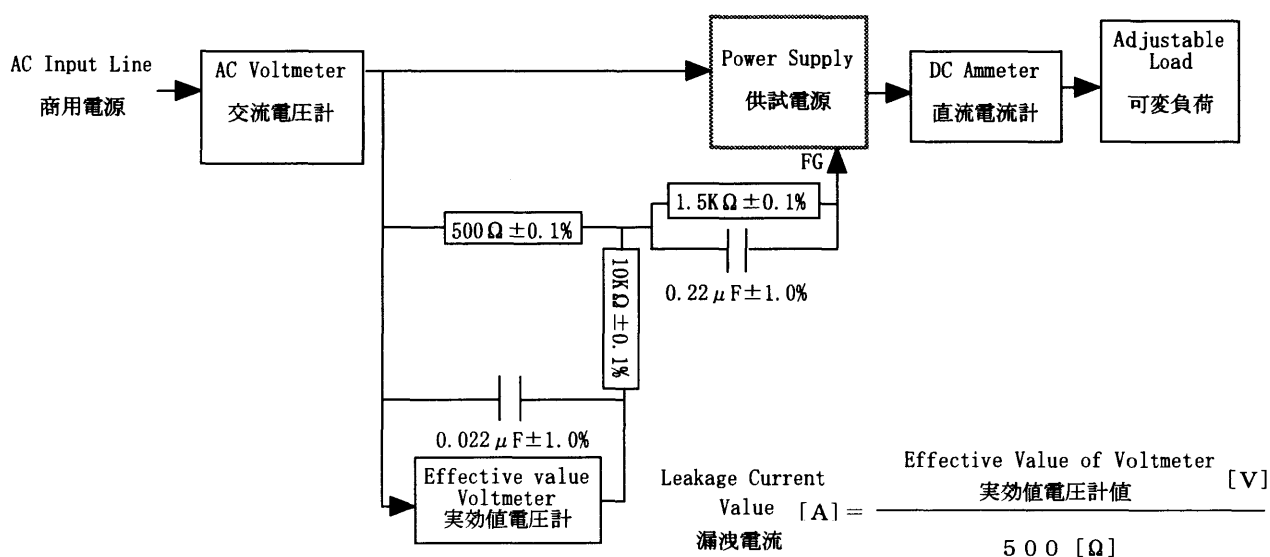 AC Input Line
商用電源
AC Voltmeter
交流電圧計
Power Supply
供試電源
FG
DC Ammeter
直流電流計
Adjustable
Load
可変負荷
500Ω±0.1%
1.5KΩ±0.1%
0.22μF±1.0%
10KΩ±0.1%
0.022μF±1.0%
Effective value
Voltmeter
実効値電圧計
Leakage Current
Value [A]=
漏洩電流
Effective Value of Voltmeter [V]
実効値電圧計値
500 [Ω]